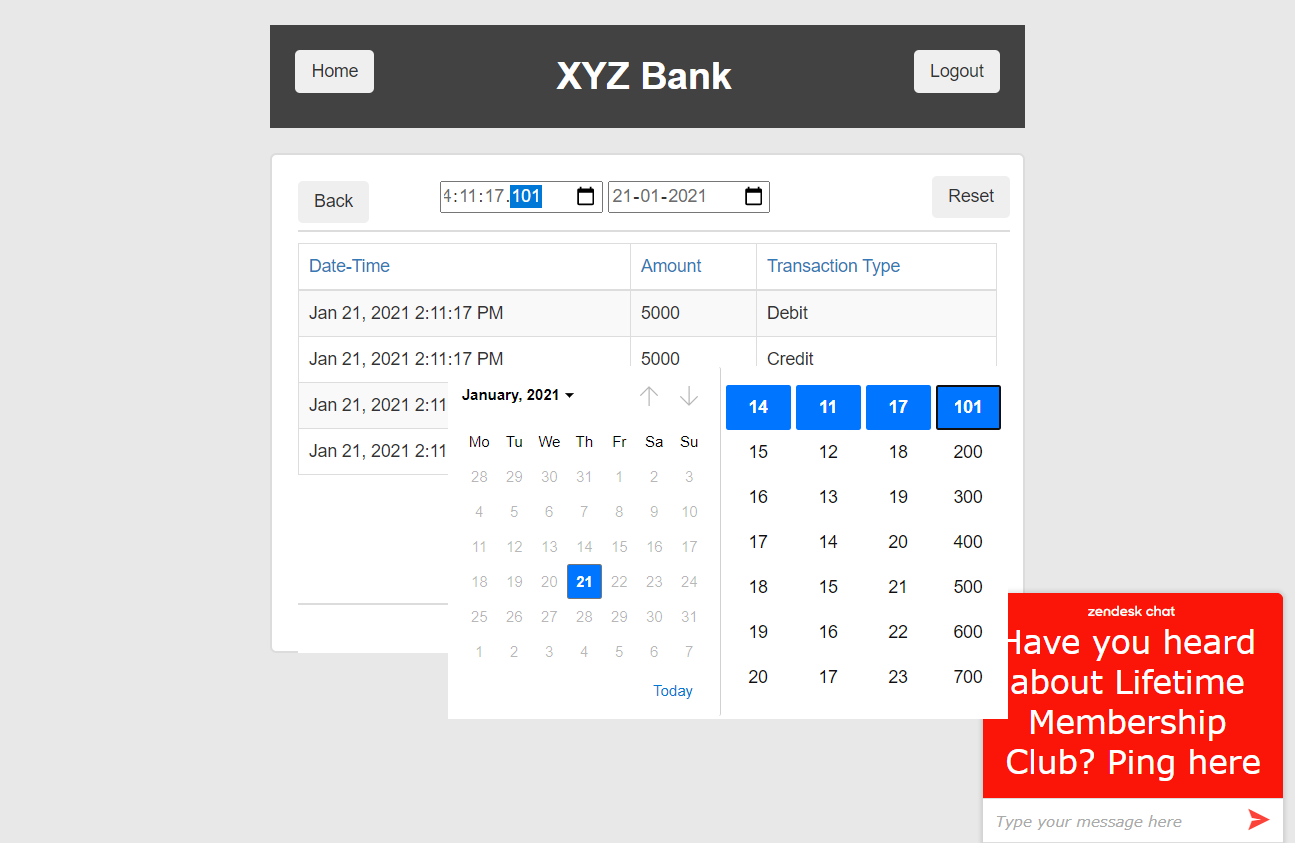 Home XYZ Bank Logout
Back 4:11:17.101 21-01-2021 Reset
Date-Time Amount Transaction Type
Jan 21, 2021 2:11:17 PM 5000 Debit
Jan 21, 2021 2:11:17 PM 5000 Credit
Jan 21, 2021 2:11
Jan 21, 2021 2:11
January, 2021
Mo Tu We Th Fr Sa Su
28 29 30 31 1 2 3
4 5 6 7 8 9 10
11 12 13 14 15 16 17
18 19 20 21 22 23 24
25 26 27 28 29 30 31
1 2 3 4 5 6 7
Today
14 11 17 101
15 12 18 200
16 13 19 300
17 14 20 400
18 15 21 500
19 16 22 600
20 17 23 700
zendesk chat
Have you heard
about Lifetime
Membership
Club? Ping here
Type your message here